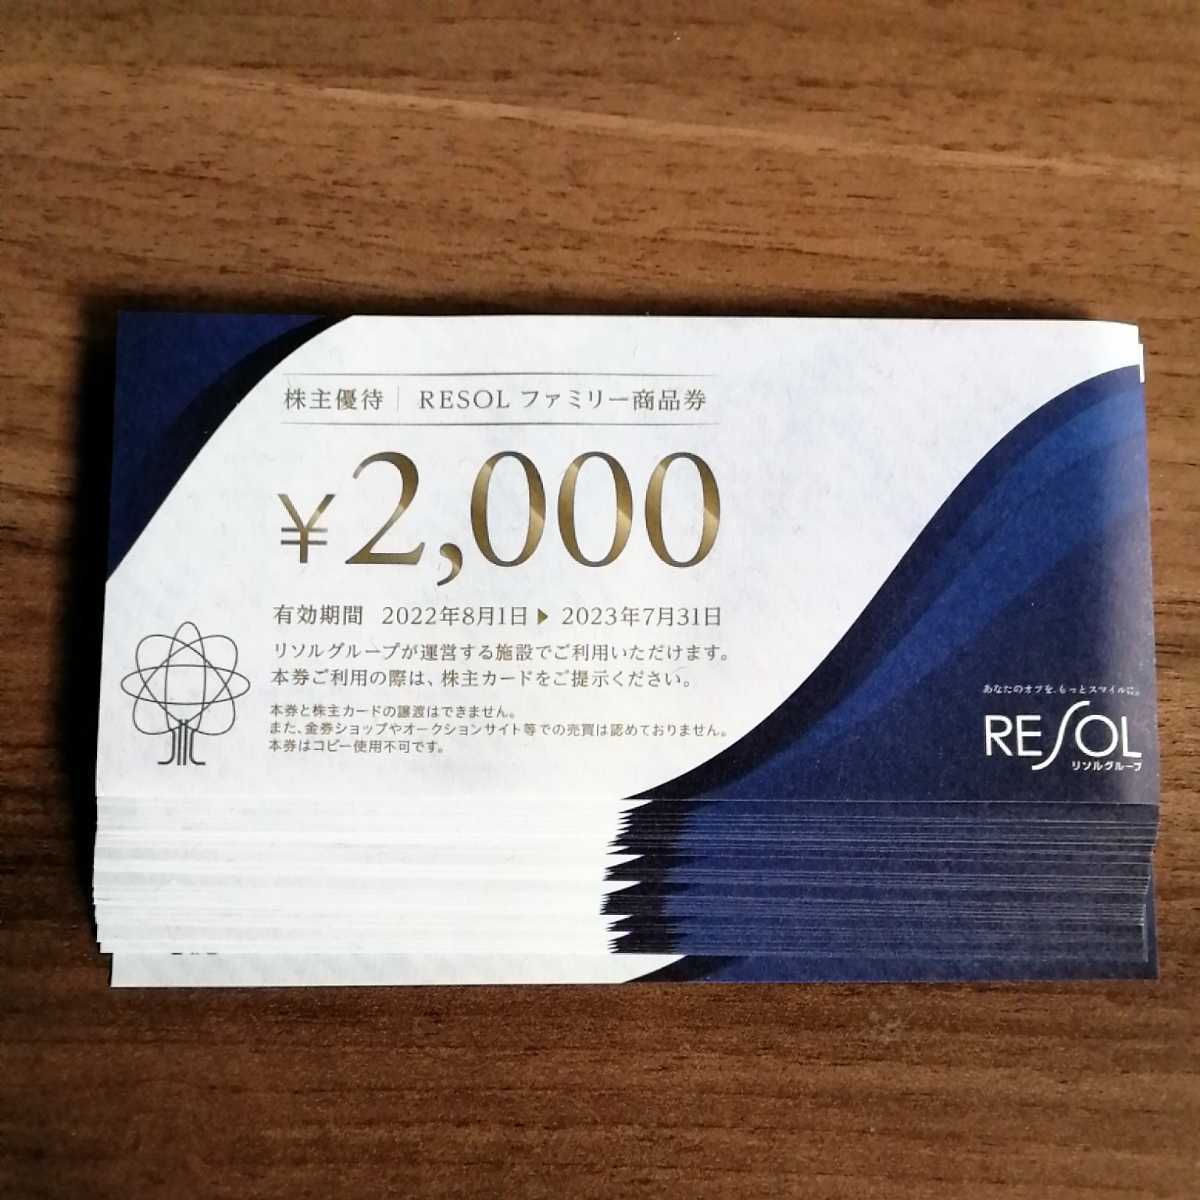 株主優待｜RESOL ファミリー商品券
¥2,000
有効期間 2022年8月1日▶2023年7月31日
リソルグループが運営する施設でご利用いただけます。
本券ご利用の際は、株主カードをご提示ください。
本券と株主カードの譲渡はできません。
また、金券ショップやオークションサイト等での売買は認めておりません。
本券はコピー使用不可です。
あなたのオフを、もっとスマイルに。
RESOL
リソルグループ